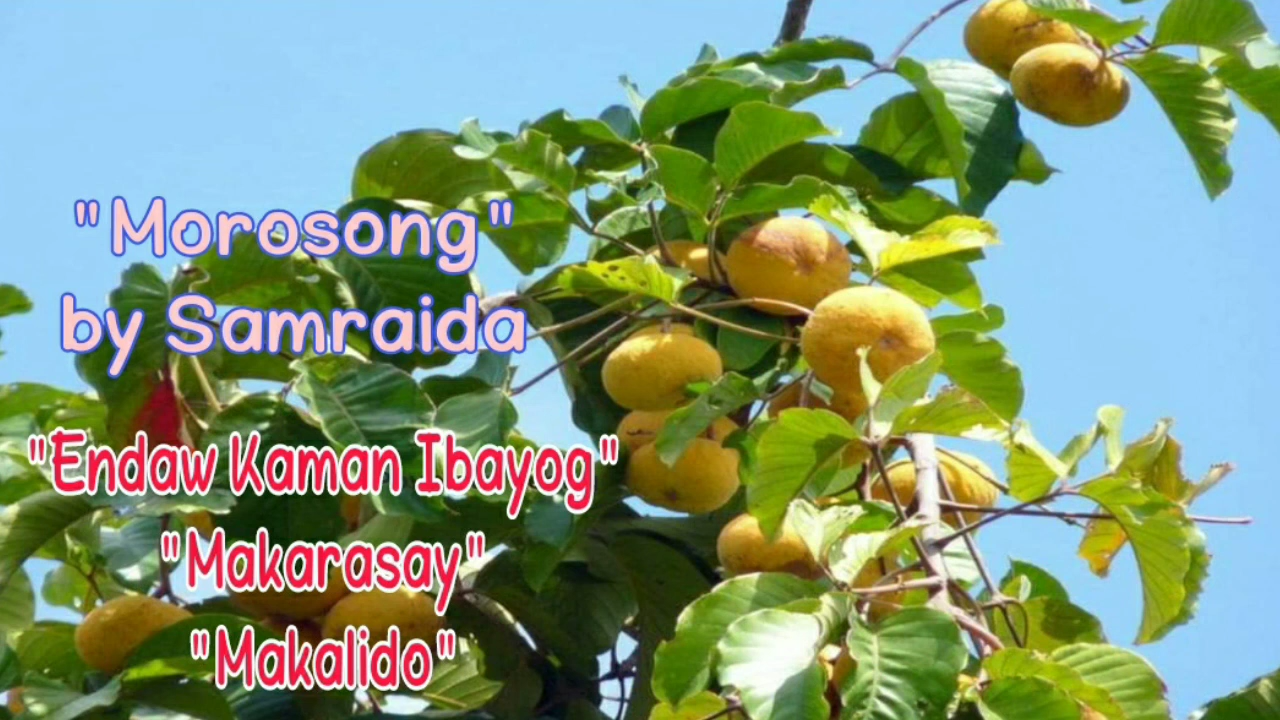 "Morosong"
by Samraida
"Endaw Kaman Ibayog"
"Makarasay"
"Makalido"